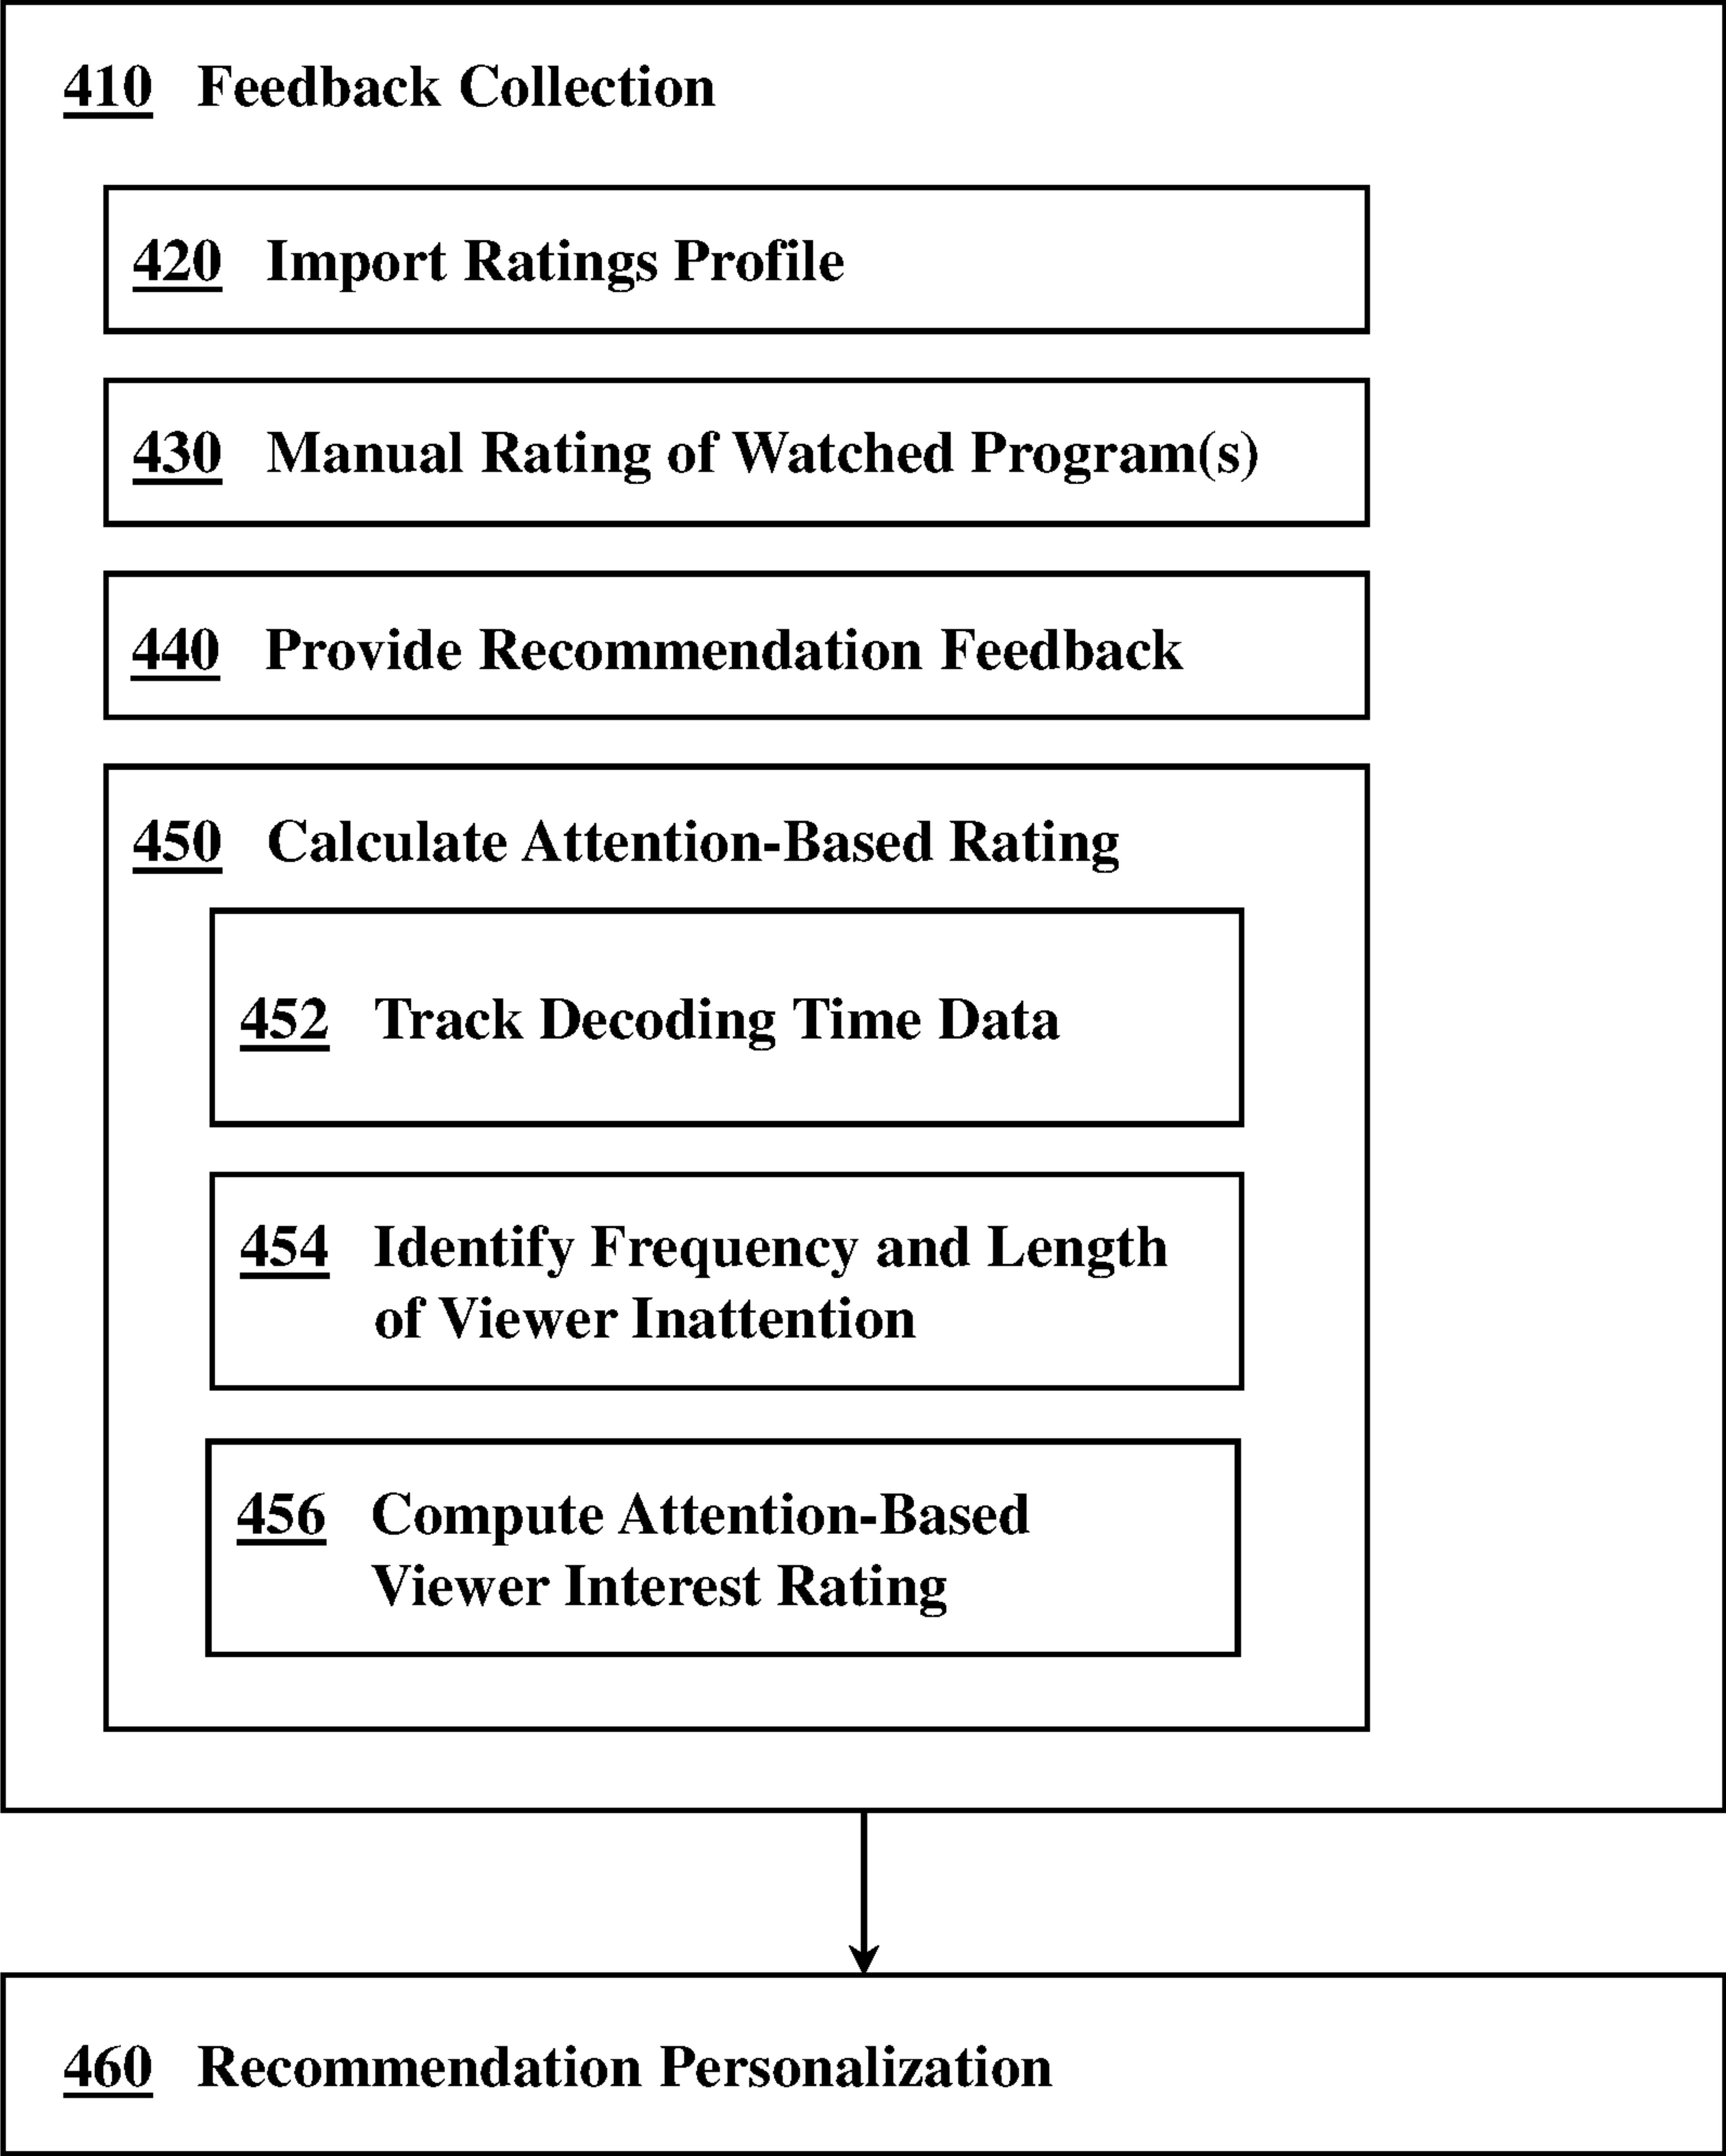 410 Feedback Collection
420 Import Ratings Profile
430 Manual Rating of Watched Program(s)
440 Provide Recommendation Feedback
450 Calculate Attention-Based Rating
452 Track Decoding Time Data
454 Identify Frequency and Length
of Viewer Inattention
456 Compute Attention-Based
Viewer Interest Rating
460 Recommendation Personalization